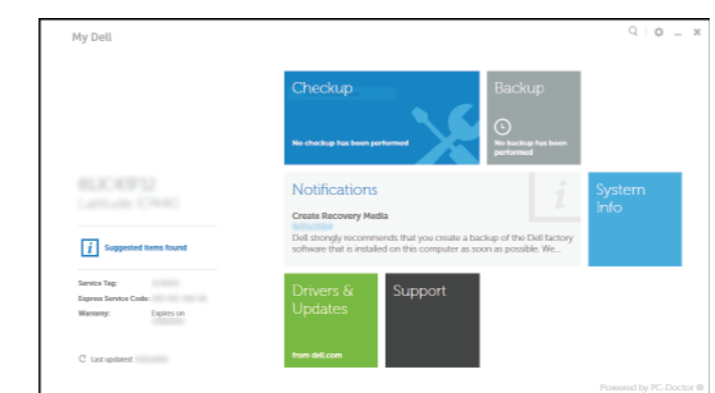 My Dell
Checkup
No checkup has been performed
Backup
No backup has been
performed
Notifications
Create Recovery Media
Dell strongly recommends that you create a backup of the Dell factory
software that is installed on this computer as soon as possible. We...
System
Info
i Suggested items found
Service Tag:
Express Service Code:
Warranty: Expires on
Last updated:
Drivers &
Updates
from dell.com
Support
Powered by PC-Doctor ®